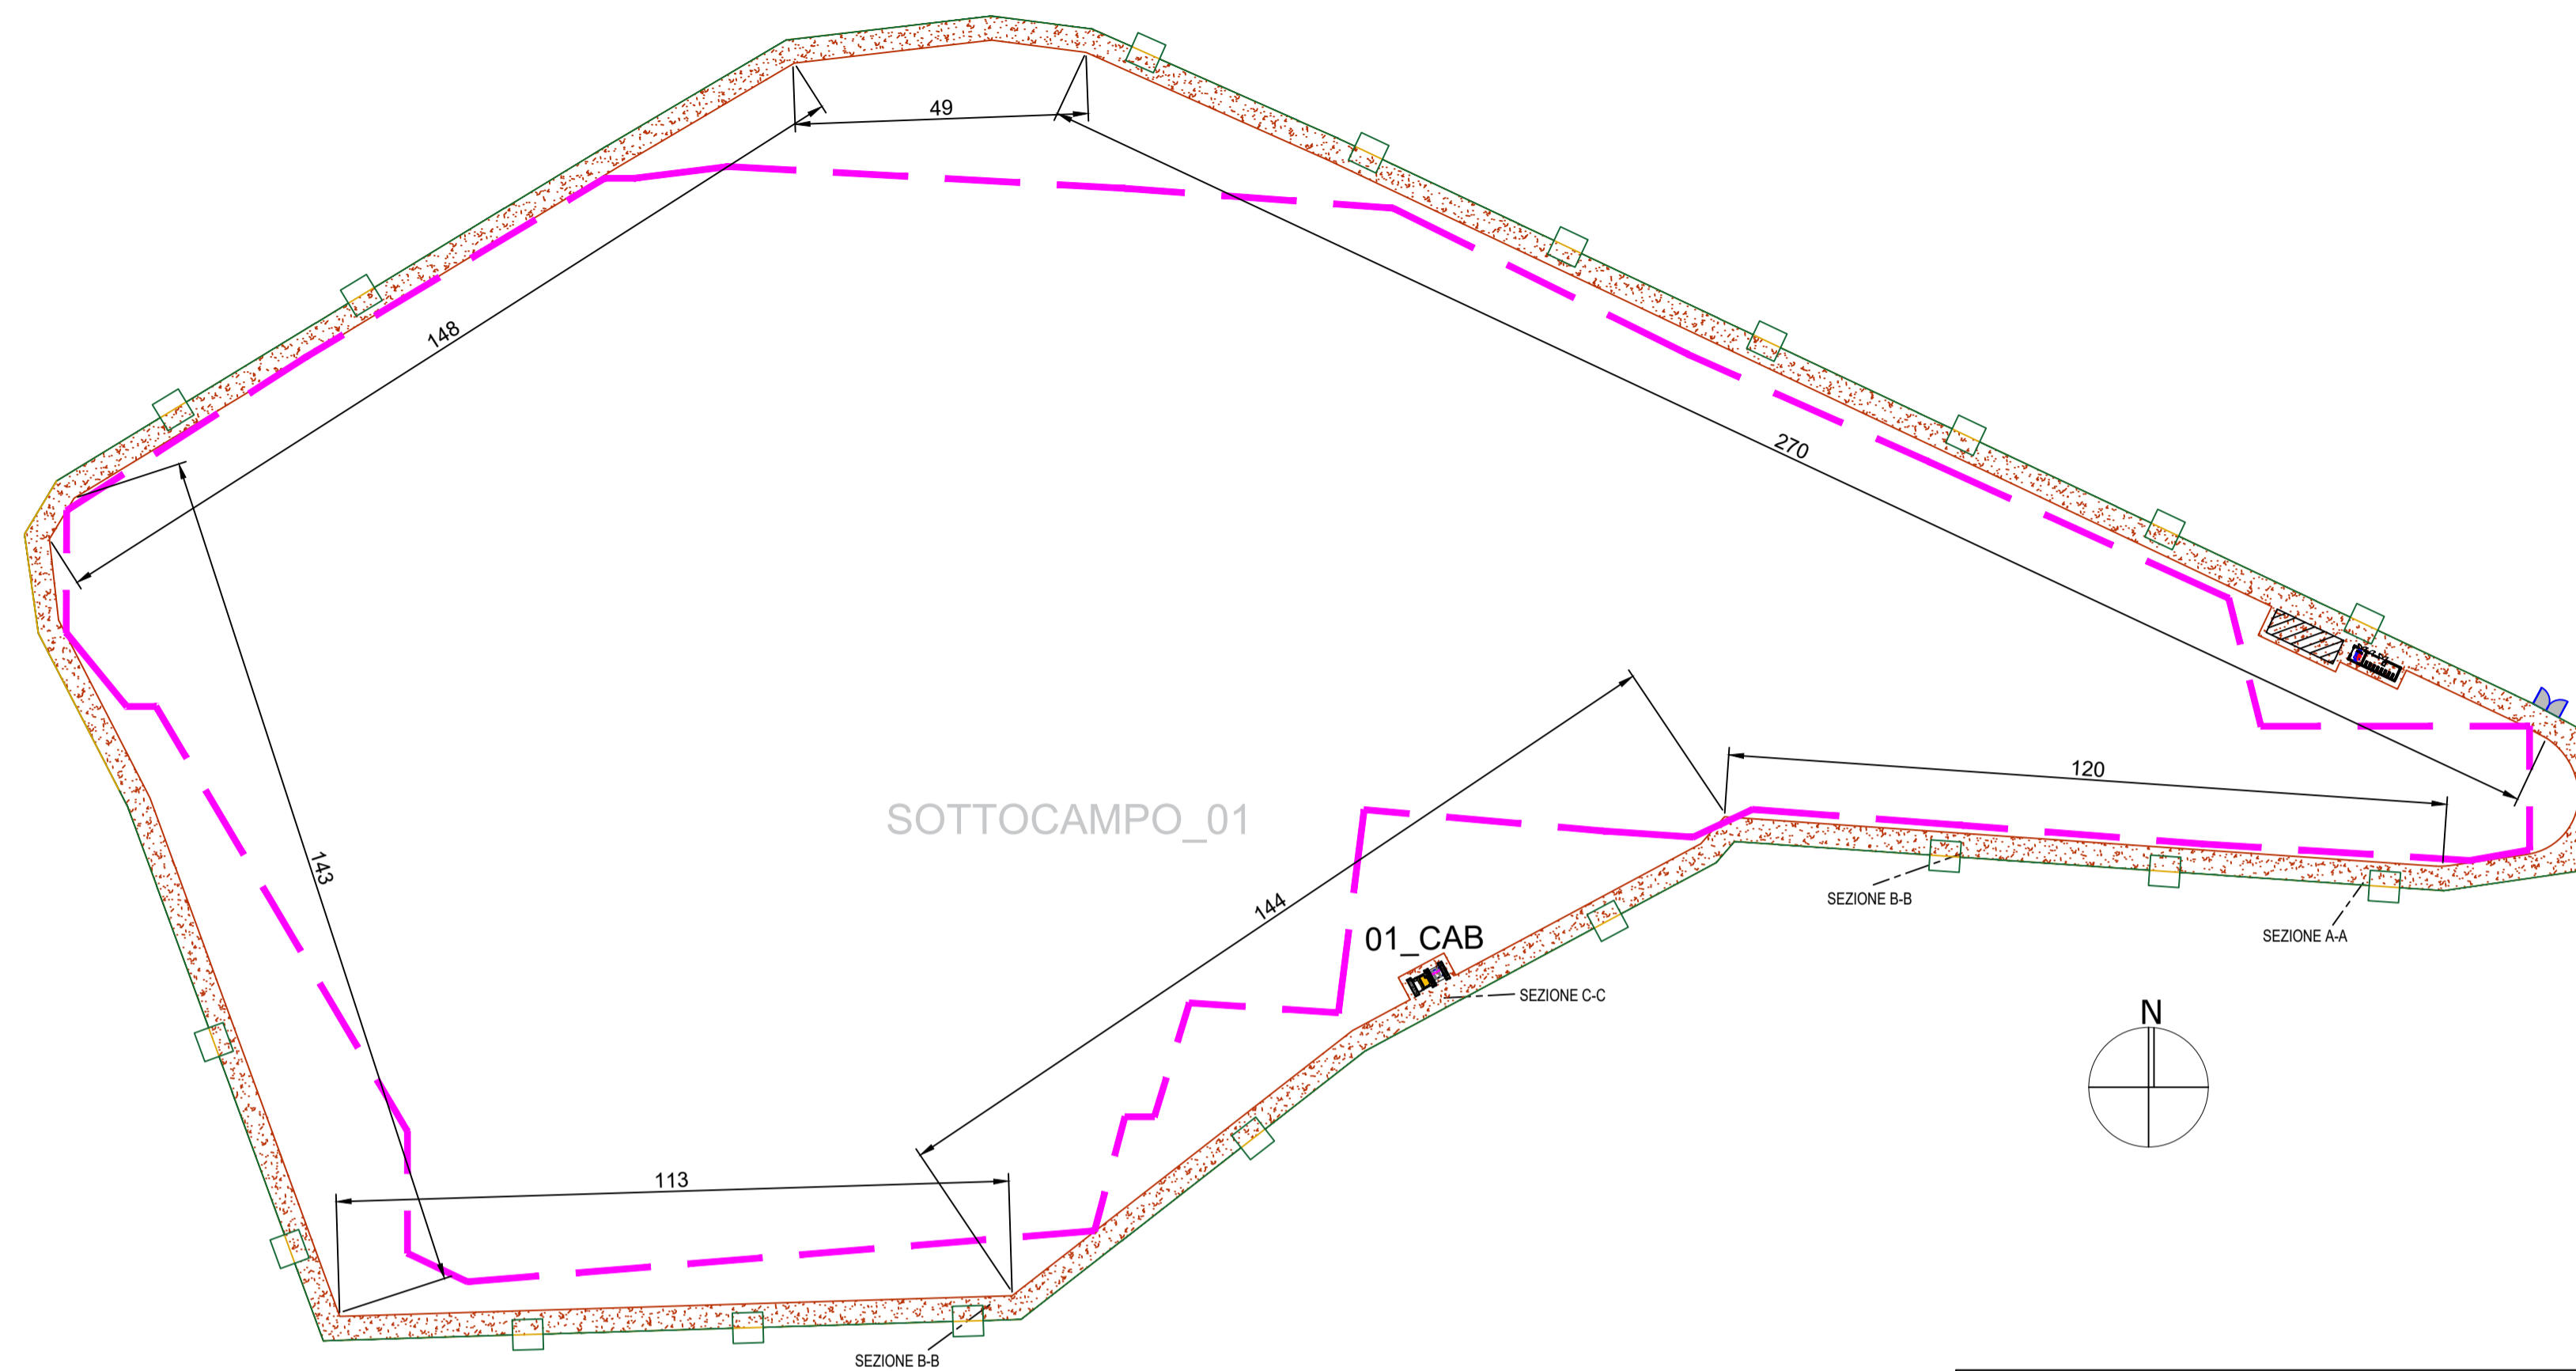 49
148
270
143
SOTTOCAMPO_01
120
144
01_CAB
SEZIONE B-B
SEZIONE A-A
SEZIONE C-C
N
113
SEZIONE B-B